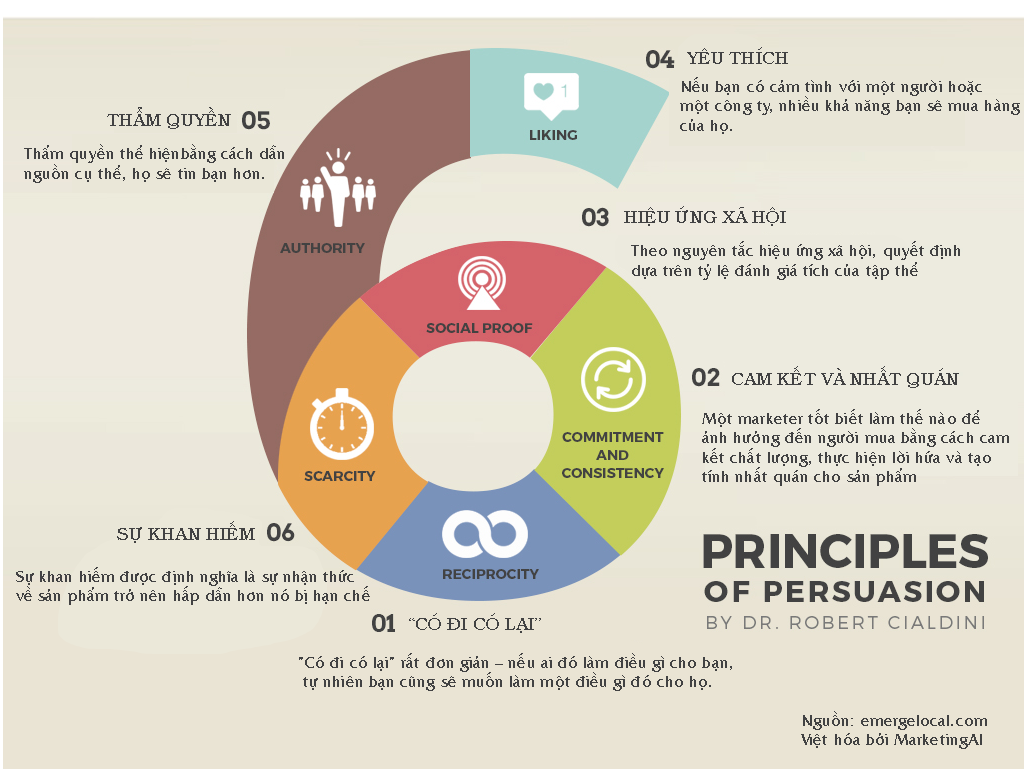 04 YÊU THÍCH
Nếu bạn có cảm tình với một người hoặc
một công ty, nhiều khả năng bạn sẽ mua hàng
của họ.
1
LIKING
THẨM QUYỀN 05
Thẩm quyền thể hiệnbằng cách dẫn
nguồn cụ thể, họ sẽ tin bạn hơn.
AUTHORITY
03 HIỆU ỨNG XÃ HỘI
Theo nguyên tắc hiệu ứng xã hội, quyết định
dựa trên tỷ lệ đánh giá tích của tập thể
SOCIAL PROOF
02 CAM KẾT VÀ NHẤT QUÁN
Một marketer tốt biết làm thế nào để
ảnh hưởng đến người mua bằng cách cam
kết chất lượng, thực hiện lời hứa và tạo
tính nhất quán cho sản phẩm
COMMITMENT
AND
CONSISTENCY
SCARCITY
SỰ KHAN HIẾM 06
Sự khan hiếm được định nghĩa là sự nhận thức
về sản phẩm trở nên hấp dẫn hơn nó bị hạn chế
RECIPROCITY
01 “CÓ ĐI CÓ LẠI”
"Có đi có lại" rất đơn giản – nếu ai đó làm điều gì cho bạn,
tự nhiên bạn cũng sẽ muốn làm một điều gì đó cho họ.
PRINCIPLES
OF PERSUASION
BY DR. ROBERT CIALDINI
Nguồn: emergelocal.com
Việt hóa bởi MarketingAI